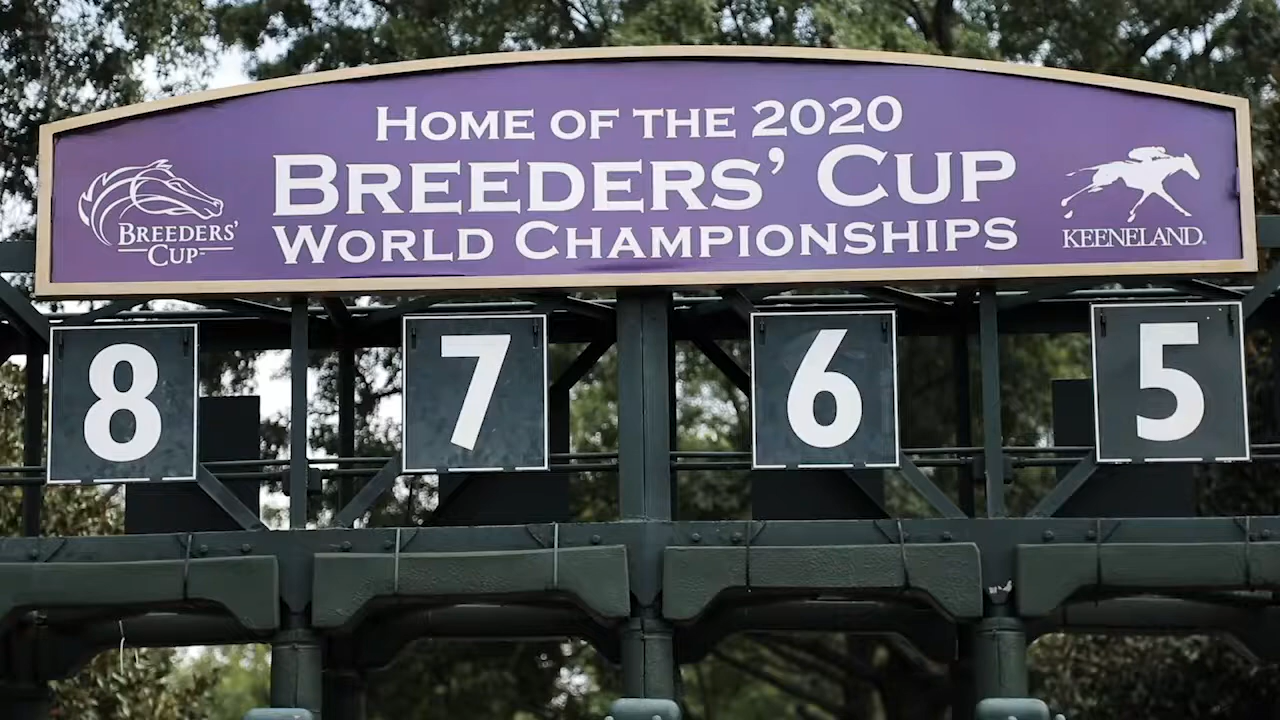 HOME OF THE 2020
BREEDERS' CUP
WORLD CHAMPIONSHIPS
BREEDERS'
CUP
KEENELAND
8 7 6 5